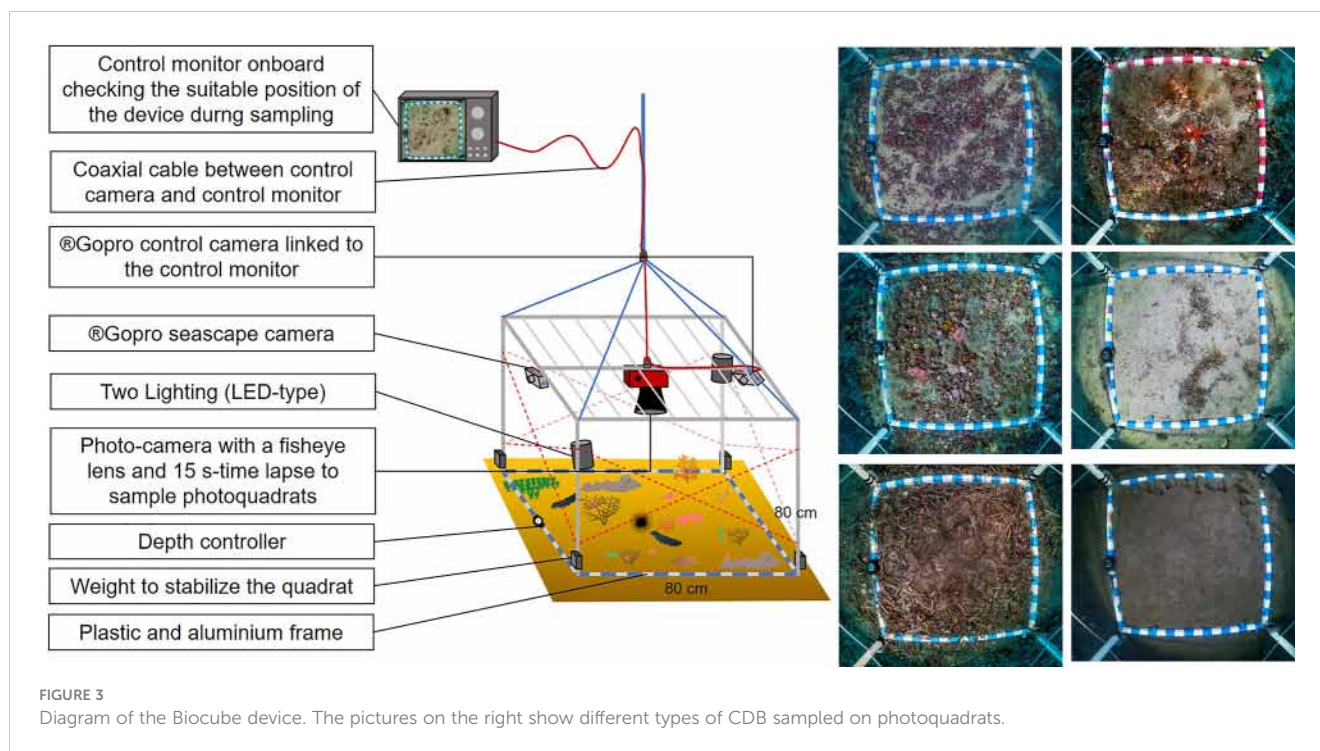 Control monitor onboard
checking the suitable position of
the device durng sampling
Coaxial cable between control
camera and control monitor
®Gopro control camera linked to
the control monitor
®Gopro seascape camera
Two Lighting (LED-type)
Photo-camera with a fisheye
lens and 15 s-time lapse to
sample photoquadrats
Depth controller
Weight to stabilize the quadrat
Plastic and aluminium frame
80 cm
80 cm
FIGURE 3
Diagram of the Biocube device. The pictures on the right show different types of CDB sampled on photoquadrats.